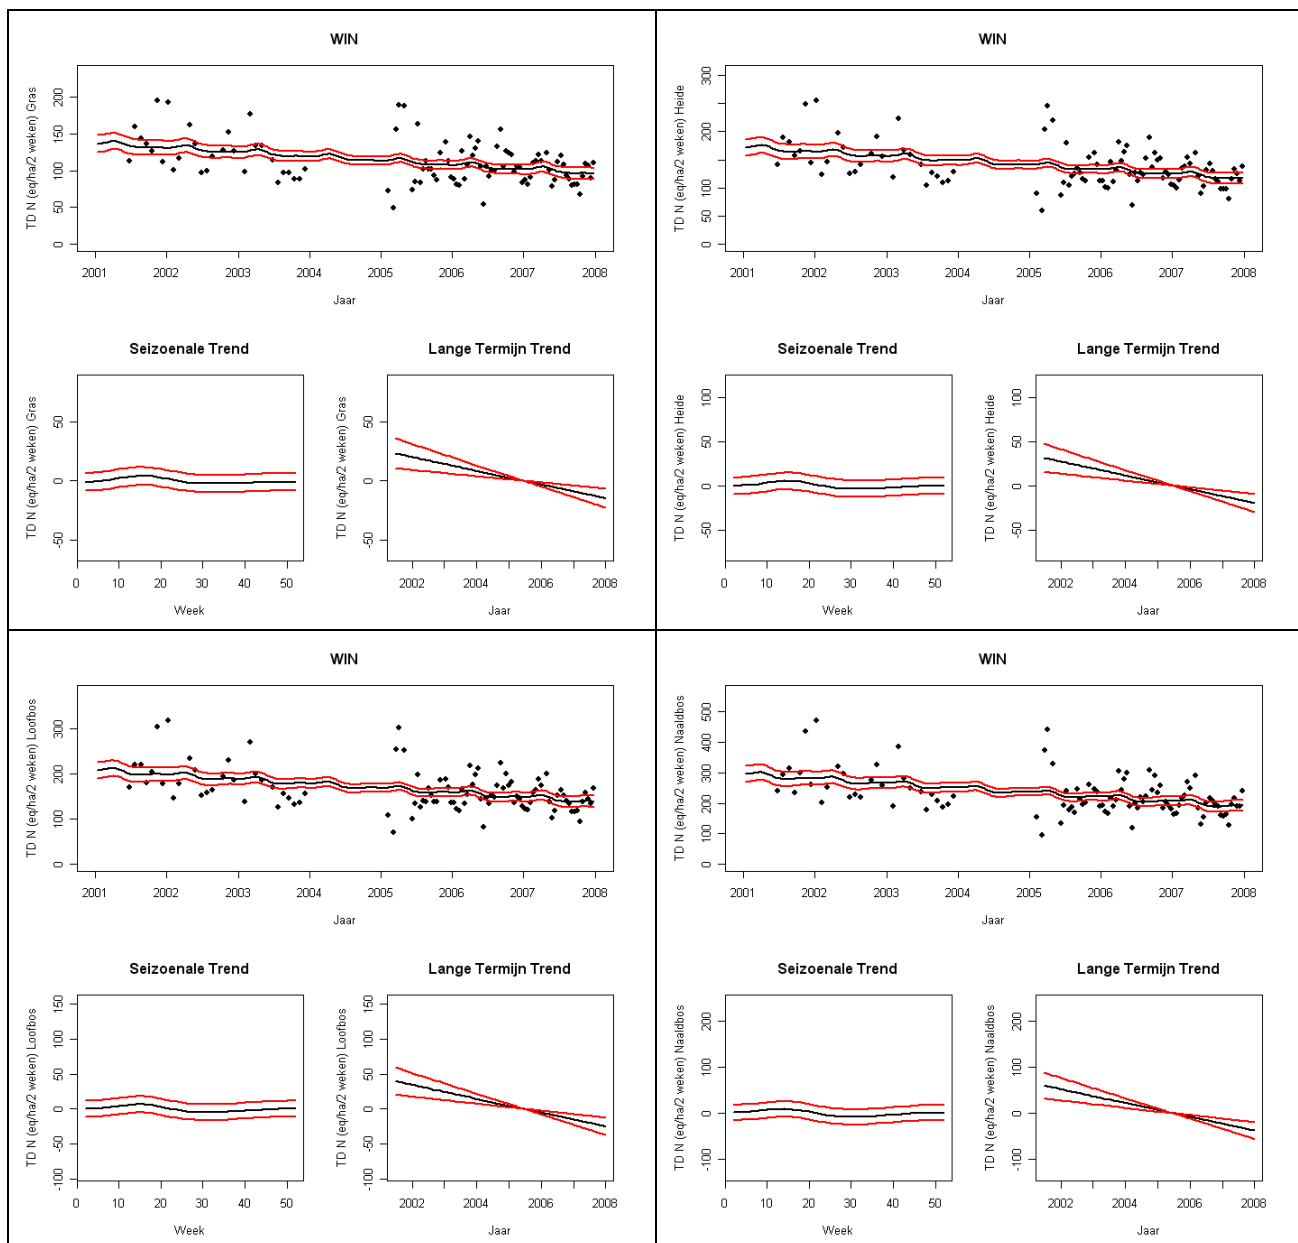 WIN
TD N (eq/ha/2 weken) Gras
200
150
100
50
0
2001 2002 2003 2004 2005 2006 2007 2008
Jaar
Seizoenale Trend
TD N (eq/ha/2 weken) Gras
50
0
-50
0 10 20 30 40 50
Week
Lange Termijn Trend
TD N (eq/ha/2 weken) Gras
50
0
-50
2002 2004 2006 2008
Jaar
WIN
TD N (eq/ha/2 weken) Heide
300
200
100
50
0
2001 2002 2003 2004 2005 2006 2007 2008
Jaar
Seizoenale Trend
TD N (eq/ha/2 weken) Heide
100
50
0
-50
0 10 20 30 40 50
Week
Lange Termijn Trend
TD N (eq/ha/2 weken) Heide
100
50
0
-50
2002 2004 2006 2008
Jaar
WIN
TD N (eq/ha/2 weken) Loofbos
300
200
100
0
2001 2002 2003 2004 2005 2006 2007 2008
Jaar
Seizoenale Trend
TD N (eq/ha/2 weken) Loofbos
150
100
50
0
-50
-100
0 10 20 30 40 50
Week
Lange Termijn Trend
TD N (eq/ha/2 weken) Loofbos
150
100
50
0
-50
-100
2002 2004 2006 2008
Jaar
WIN
TD N (eq/ha/2 weken) Naaldbos
500
400
300
200
100
0
2001 2002 2003 2004 2005 2006 2007 2008
Jaar
Seizoenale Trend
TD N (eq/ha/2 weken) Naaldbos
200
100
0
-100
0 10 20 30 40 50
Week
Lange Termijn Trend
TD N (eq/ha/2 weken) Naaldbos
200
100
0
-100
2002 2004 2006 2008
Jaar